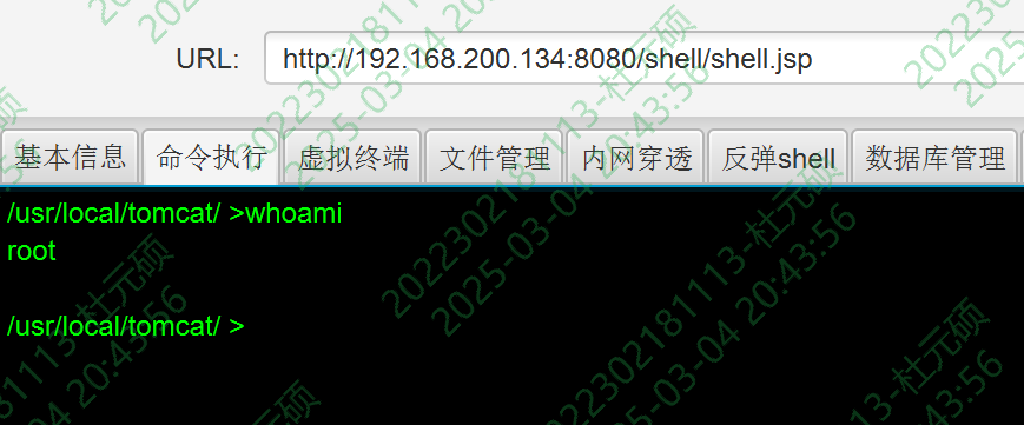 URL: http://192.168.200.134:8080/shell/shell.jsp
基本信息 命令执行 虚拟终端 文件管理 内网穿透 反弹shell 数据库管理
/usr/local/tomcat/ >whoami
root
/usr/local/tomcat/ >
2022302181113-杜元硕
2025-03-04 20:43:56